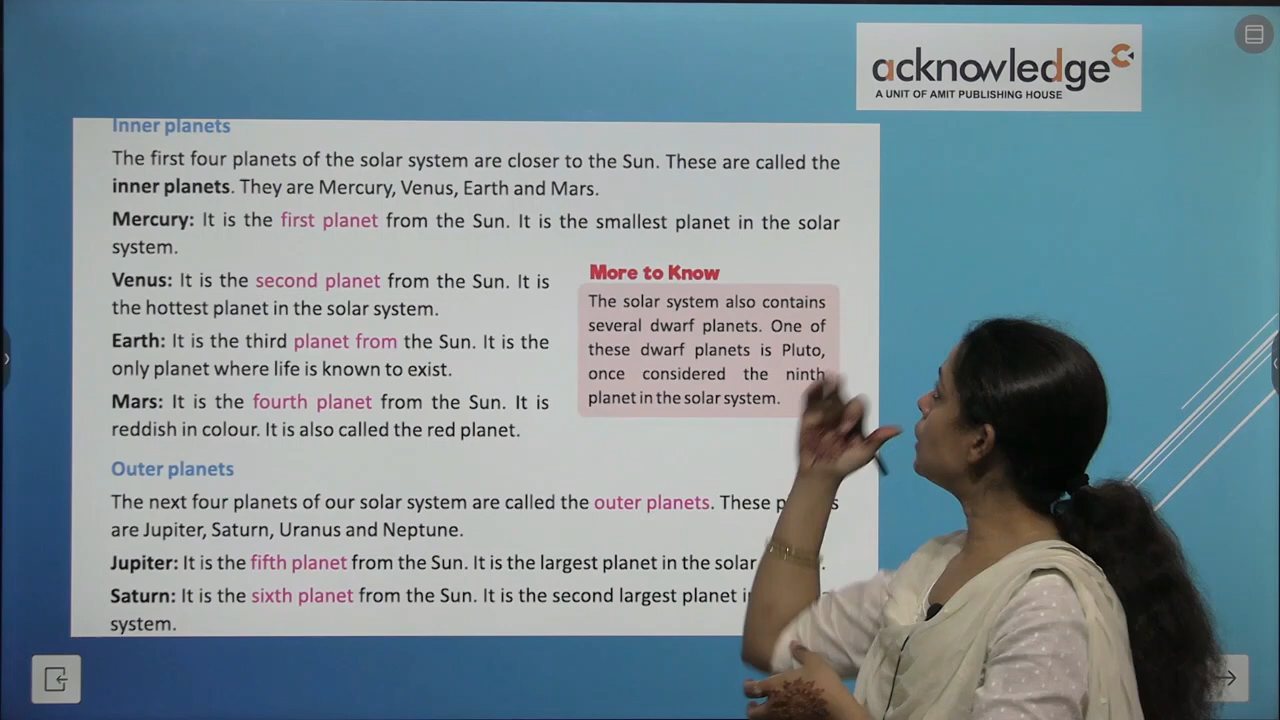 acknowledge
A UNIT OF AMIT PUBLISHING HOUSE
Inner planets
The first four planets of the solar system are closer to the Sun. These are called the
inner planets. They are Mercury, Venus, Earth and Mars.
Mercury: It is the first planet from the Sun. It is the smallest planet in the solar
system.
Venus: It is the second planet from the Sun. It is
the hottest planet in the solar system.
Earth: It is the third planet from the Sun. It is the
only planet where life is known to exist.
Mars: It is the fourth planet from the Sun. It is
reddish in colour. It is also called the red planet.
More to Know
The solar system also contains
several dwarf planets. One of
these dwarf planets is Pluto,
once considered the ninth
planet in the solar system.
Outer planets
The next four planets of our solar system are called the outer planets. These
are Jupiter, Saturn, Uranus and Neptune.
Jupiter: It is the fifth planet from the Sun. It is the largest planet in the solar
Saturn: It is the sixth planet from the Sun. It is the second largest planet
system.